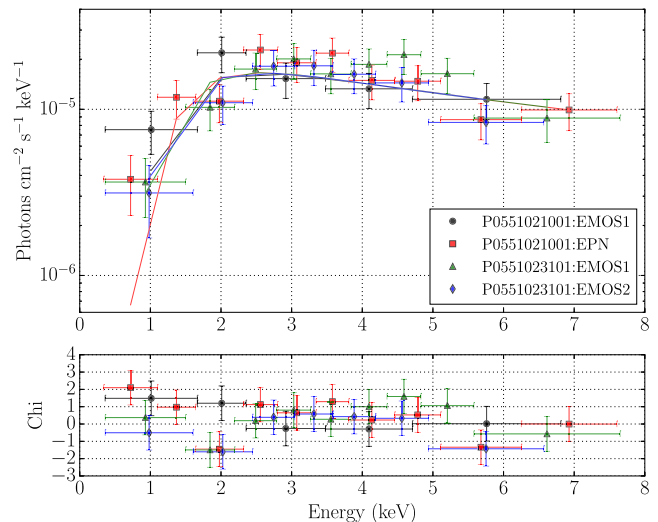 Photons cm⁻² s⁻¹ keV⁻¹
10⁻⁵
10⁻⁶
P0551021001:EMOS1
P0551021001:EPN
P0551023101:EMOS1
P0551023101:EMOS2
0 1 2 3 4 5 6 7 8
Chi
4
3
2
1
0
−1
−2
−3
0 1 2 3 4 5 6 7 8
Energy (keV)